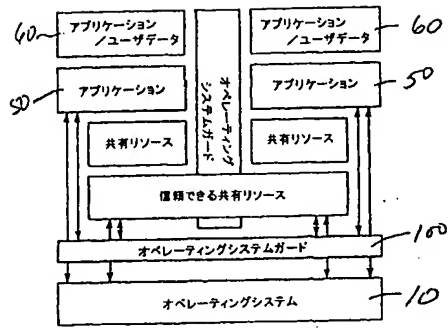 60
アプリケーション
/ユーザデータ
アプリケーション
/ユーザデータ
60
50
アプリケーション
オペレーティング
システムガード
アプリケーション
50
共有リソース
共有リソース
信頼できる共有リソース
オペレーティングシステムガード
100
オペレーティングシステム
10